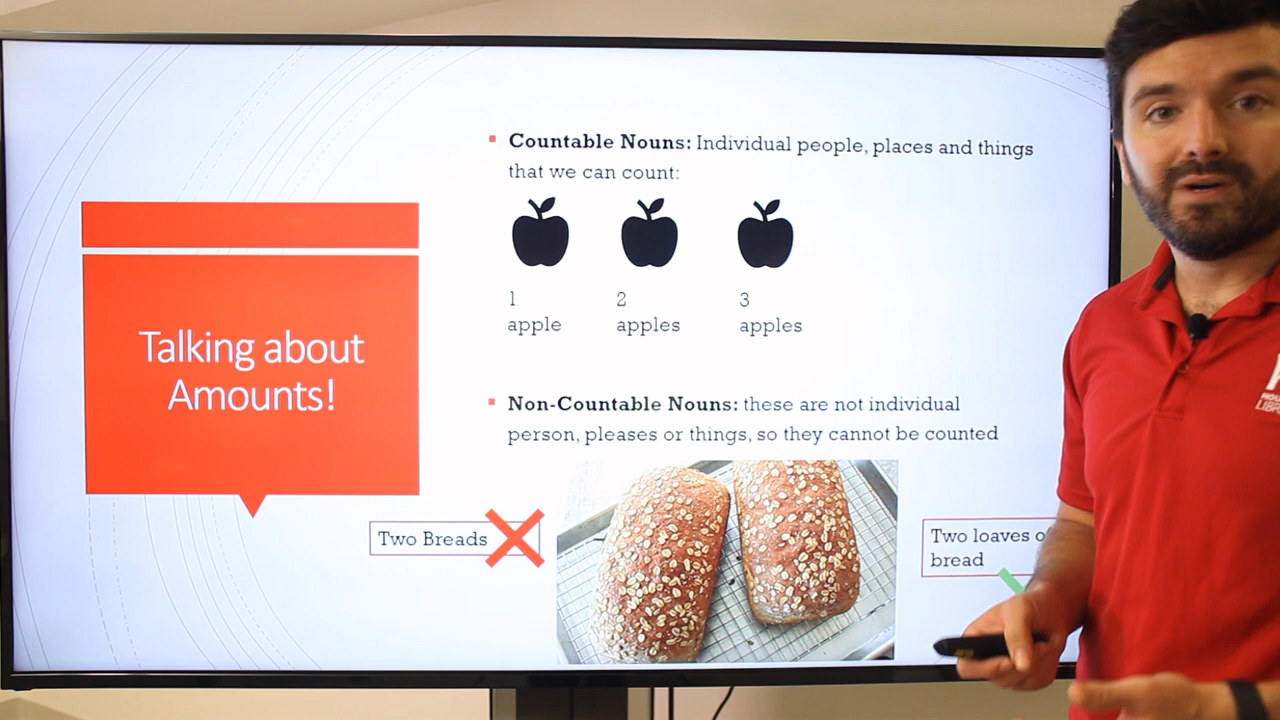 Talking about
Amounts!
Countable Nouns: Individual people, places and things
that we can count:
1 2 3
apple apples apples
Non-Countable Nouns: these are not individual
person, pleases or things, so they cannot be counted
Two Breads
Two loaves
bread